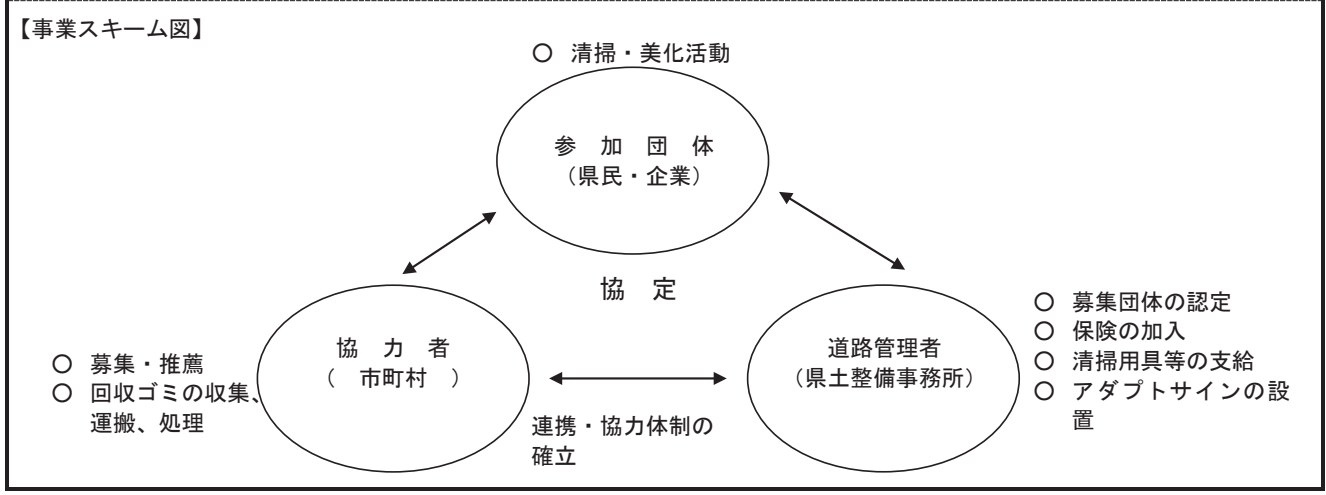 【事業スキーム図】
○ 清掃・美化活動
参 加 団 体
（県民・企業）
協 定
協 力 者
（ 市町村 ）
○ 募集・推薦
○ 回収ゴミの収集、
運搬、処理
連携・協力体制の
確立
道路管理者
（県土整備事務所）
○ 募集団体の認定
○ 保険の加入
○ 清掃用具等の支給
○ アダプトサインの設
置